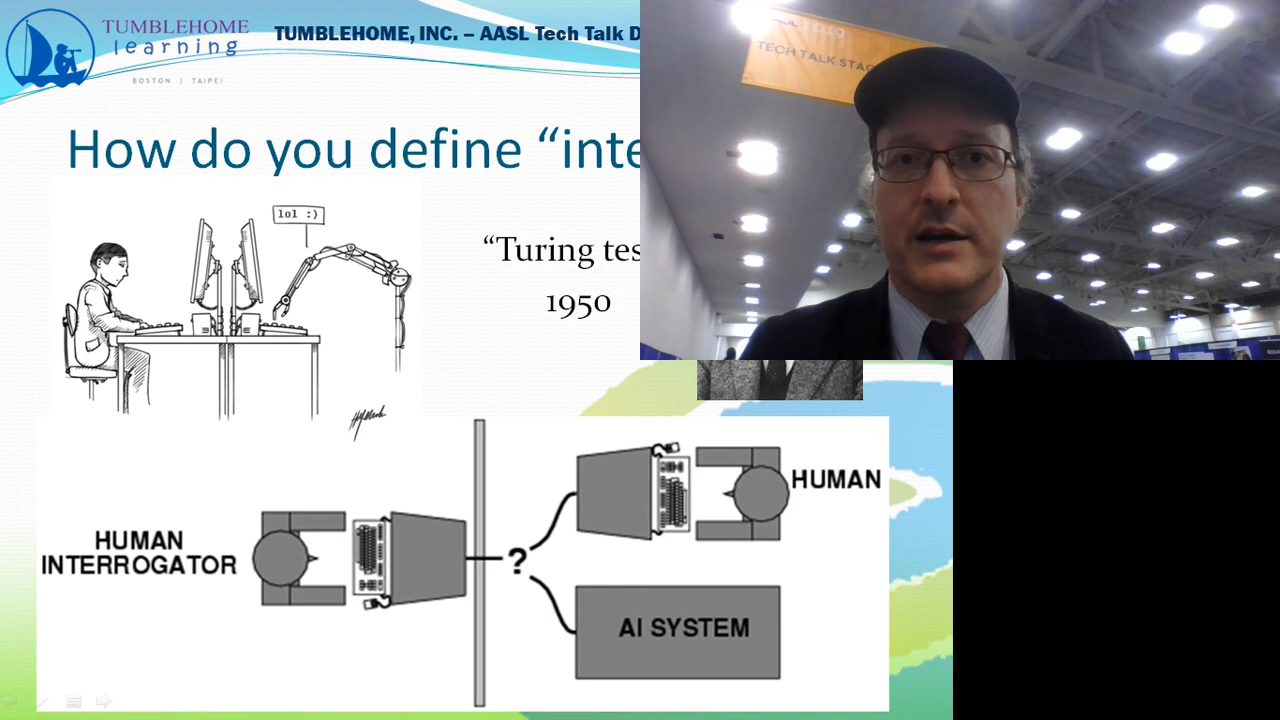 TUMBLEHOME
learning
BOSTON | TAIPEI
TUMBLEHOME, INC. – AASL Tech Talk D
How do you define “inte
TECH TALK STAG
lol :)
“Turing tes
1950
HUMAN
HUMAN
INTERROGATOR
?
AI SYSTEM